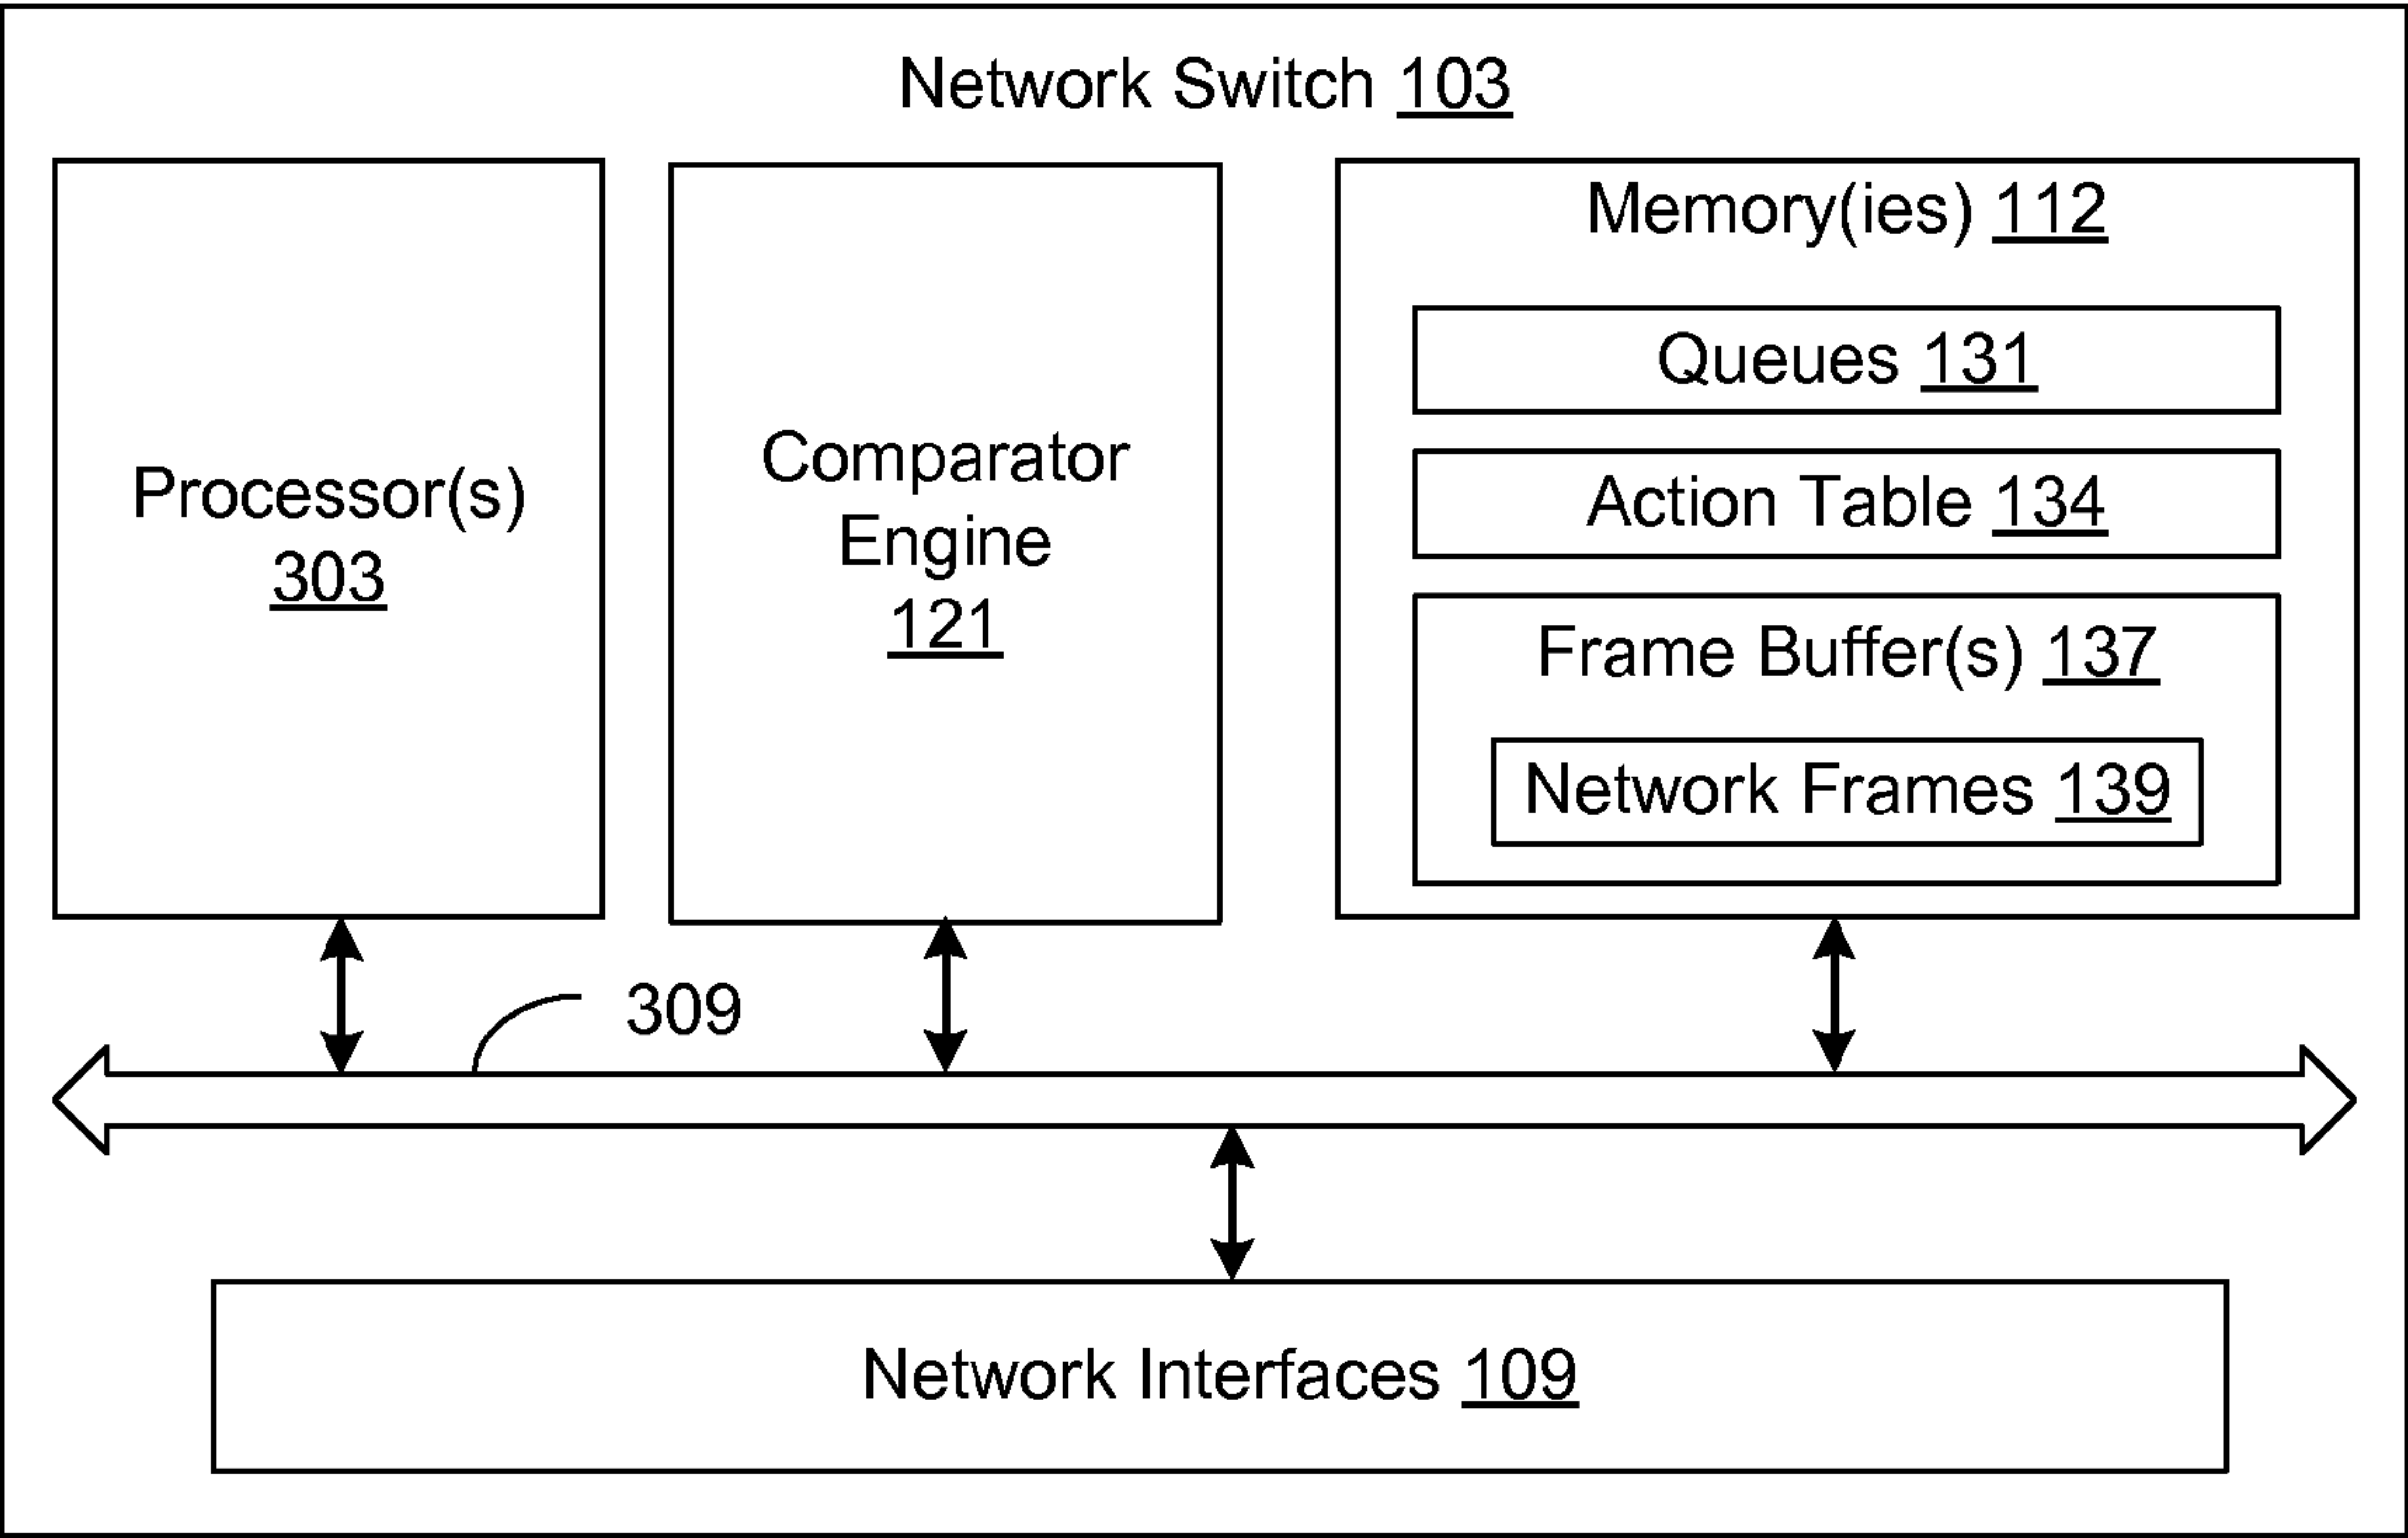 Network Switch 103
Processor(s)
303
Comparator
Engine
121
Memory(ies) 112
Queues 131
Action Table 134
Frame Buffer(s) 137
Network Frames 139
309
Network Interfaces 109